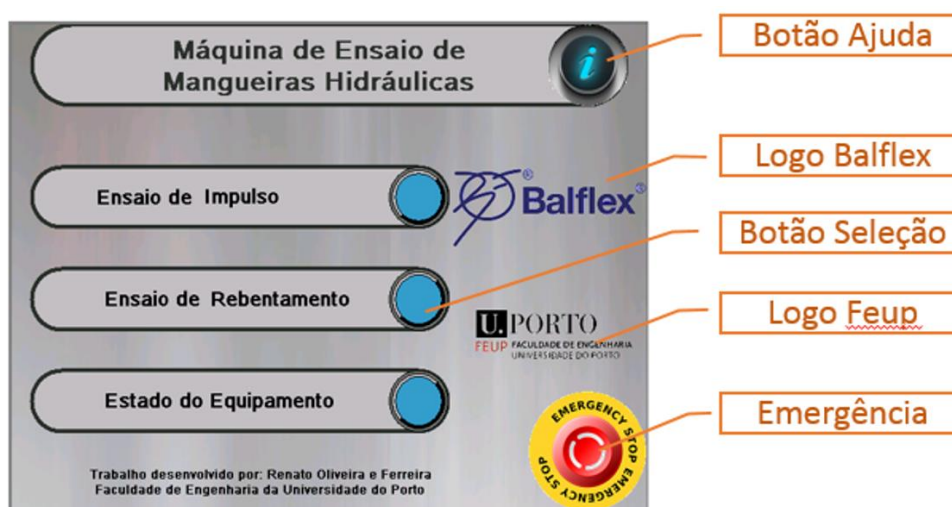 Máquina de Ensaio de
Mangueiras Hidráulicas
i
Botão Ajuda
Ensaio de Impulso
Balflex®
Logo Balflex
Botão Seleção
Ensaio de Rebentamento
U.PORTO
FEUP FACULDADE DE ENGENHARIA
UNIVERSIDADE DO PORTO
Logo Feup
Estado do Equipamento
EMERGENCY STOP EMERGENCY STOP
Emergência
Trabalho desenvolvido por: Renato Oliveira e Ferreira
Faculdade de Engenharia da Universidade do Porto